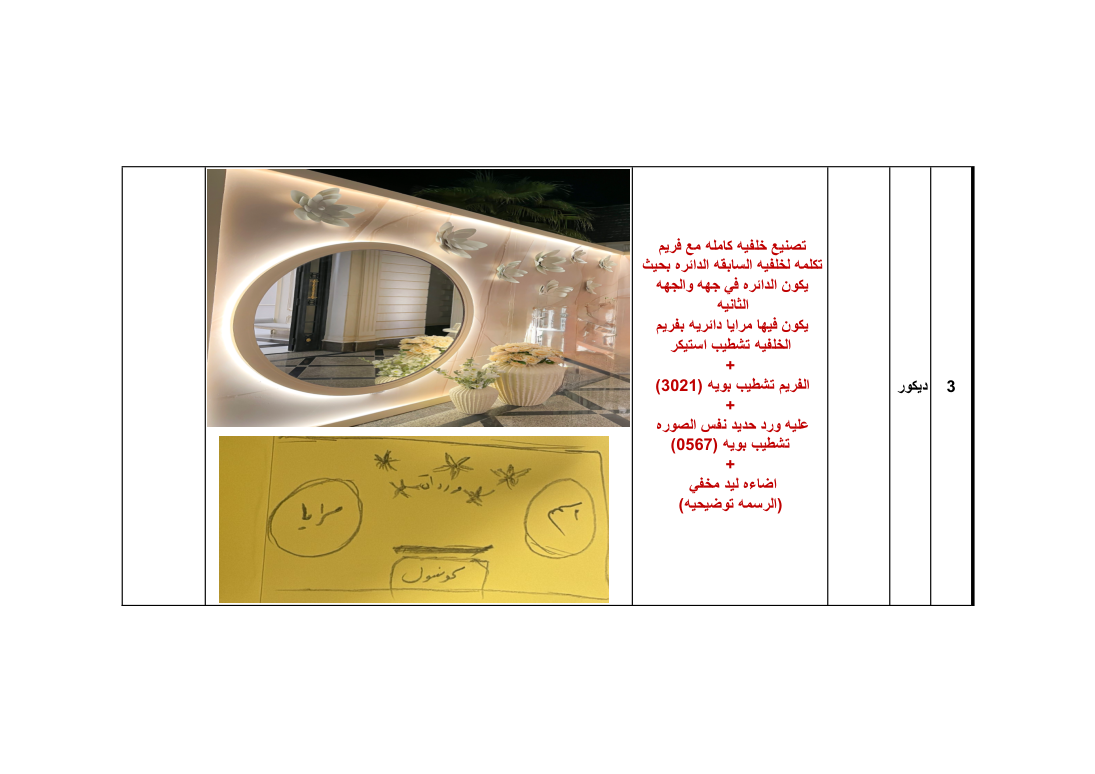 3
ديكور
تصنيع خلفيه كامله مع فريم
تكلمه لخلفيه السابقه الدائره بحيث
يكون الدائره في جهه والجهه
الثانيه
يكون فيها مرايا دائريه بفريم
الخلفيه تشطيب استيكر
+
الفريم تشطيب بويه (3021)
+
عليه ورد حديد نفس الصوره
تشطيب بويه (0567)
+
اضاءه ليد مخفي
(الرسمه توضيحيه)
مرايا
كونسول